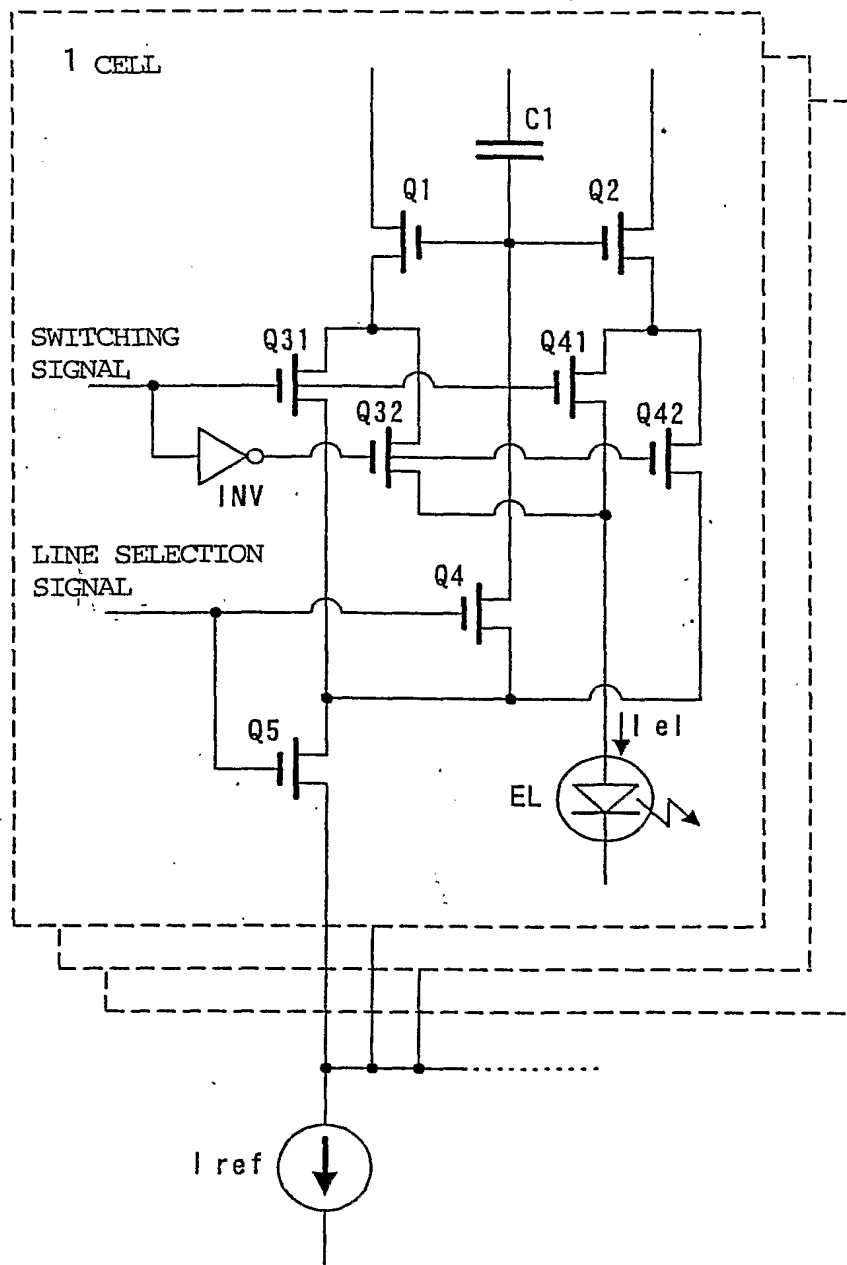 1 CELL
C1
Q1
Q2
SWITCHING
SIGNAL
Q31
Q41
Q32
Q42
INV
LINE SELECTION
SIGNAL
Q4
Q5
I el
EL
I ref